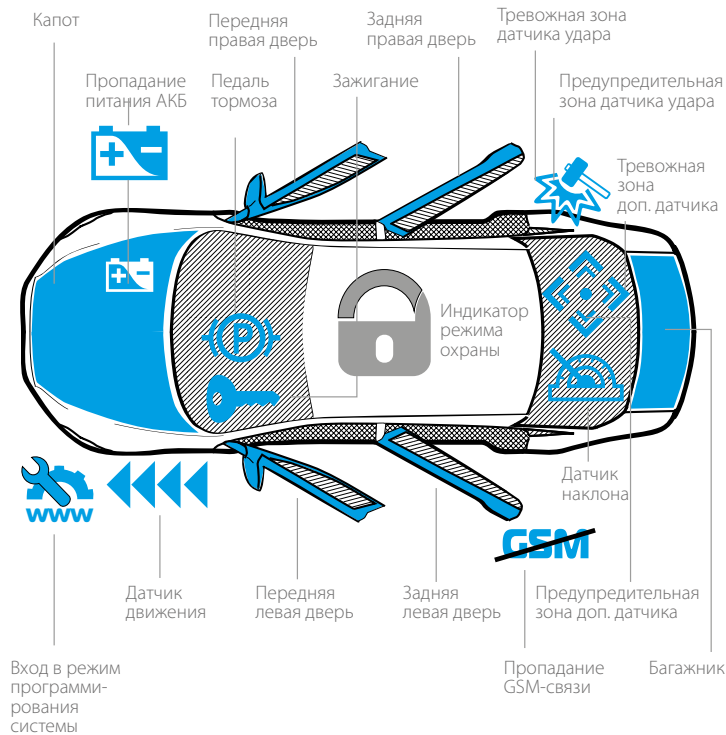 Капот
Передняя
правая дверь
Задняя
правая дверь
Тревожная зона
датчика удара
Пропадание
питания АКБ
Педаль
тормоза
Зажигание
Предупредительная
зона датчика удара
Тревожная
зона
доп. датчика
P
Индикатор
режима
охраны
Датчик
наклона
www
GSM
Датчик
движения
Передняя
левая дверь
Задняя
левая дверь
Предупредительная
зона доп. датчика
Вход в режим
программи-
рования
системы
Пропадание
GSM-связи
Багажник